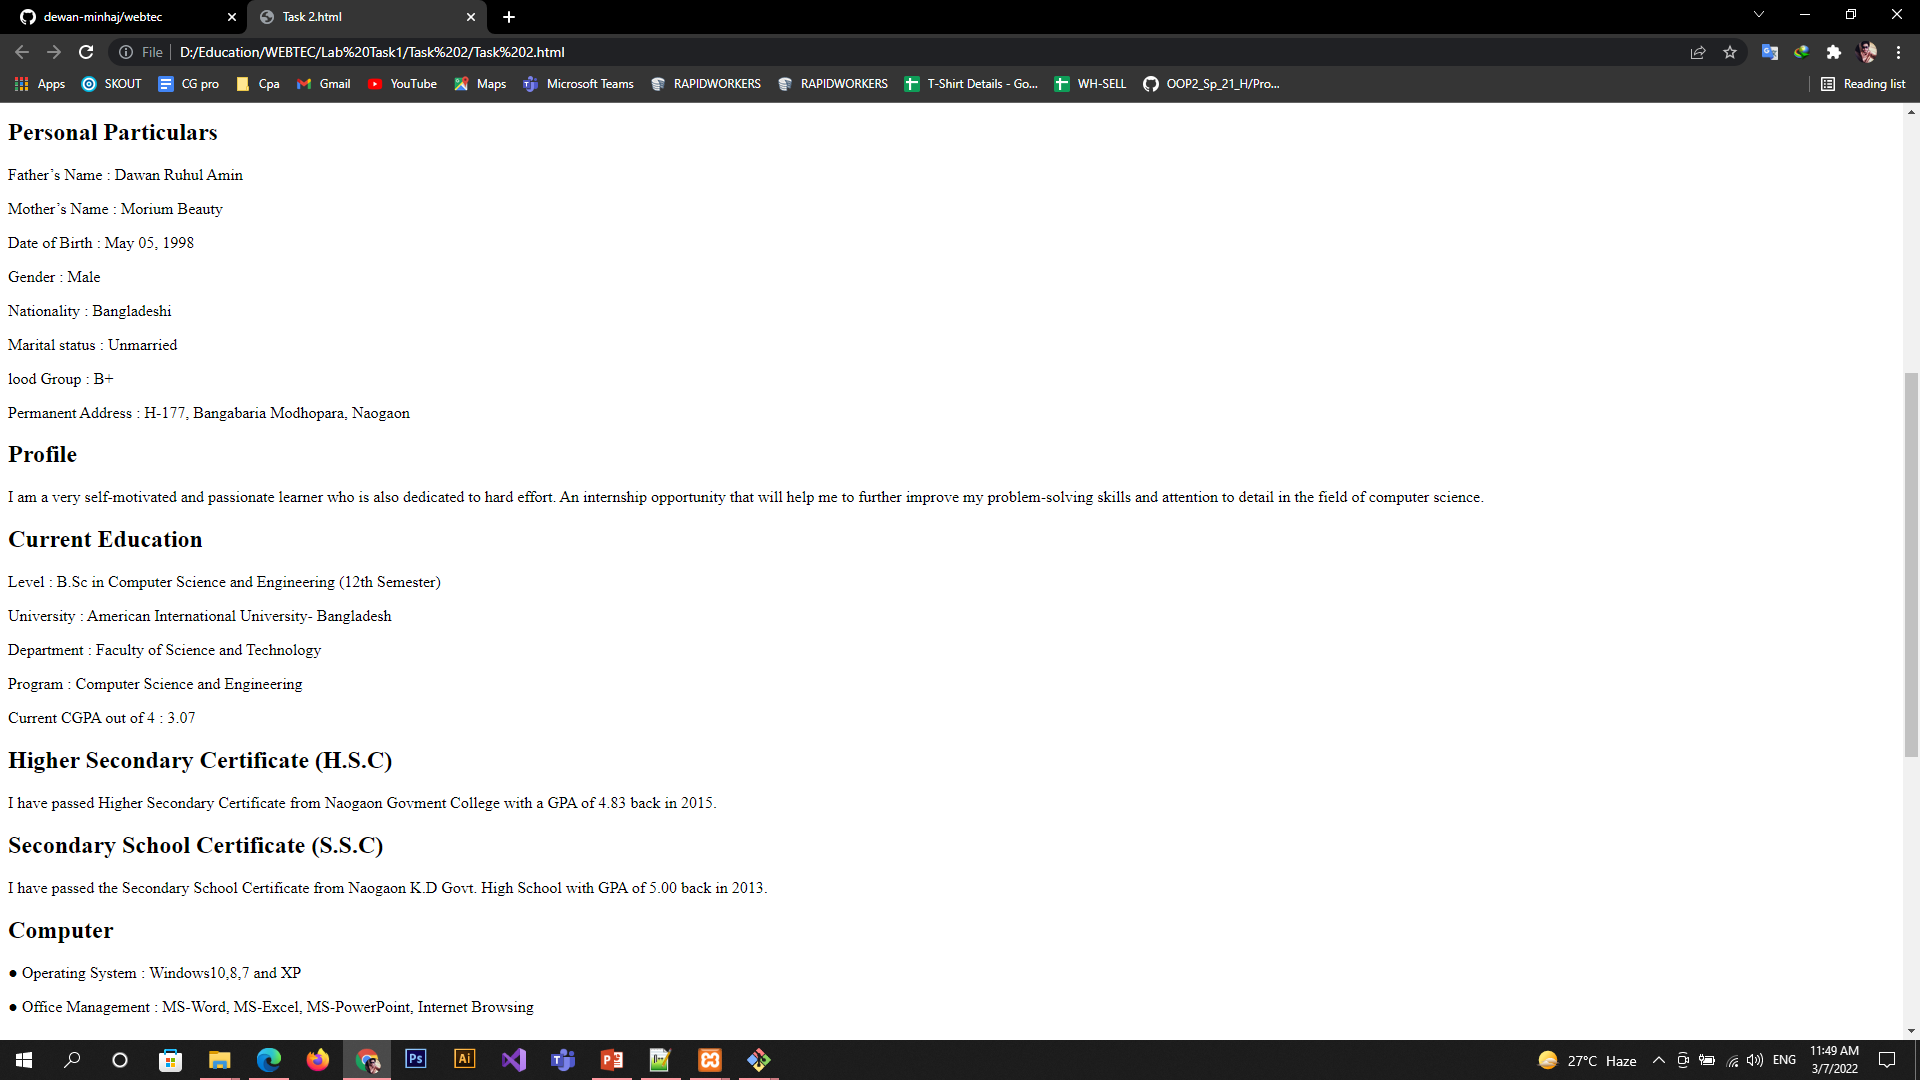 dewan-minhaj/webtec
Task 2.html
File
D:/Education/WEBTEC/Lab%20Task1/Task%202/Task%202.html
Apps SKOUT CG pro Cpa Gmail YouTube Maps Microsoft Teams RAPIDWORKERS RAPIDWORKERS T-Shirt Details - Go... WH-SELL OOP2_Sp_21_H/Pro... Reading list
Personal Particulars
Father’s Name : Dawan Ruhul Amin
Mother’s Name : Morium Beauty
Date of Birth : May 05, 1998
Gender : Male
Nationality : Bangladeshi
Marital status : Unmarried
lood Group : B+
Permanent Address : H-177, Bangabaria Modhopara, Naogaon
Profile
I am a very self-motivated and passionate learner who is also dedicated to hard effort. An internship opportunity that will help me to further improve my problem-solving skills and attention to detail in the field of computer science.
Current Education
Level : B.Sc in Computer Science and Engineering (12th Semester)
University : American International University- Bangladesh
Department : Faculty of Science and Technology
Program : Computer Science and Engineering
Current CGPA out of 4 : 3.07
Higher Secondary Certificate (H.S.C)
I have passed Higher Secondary Certificate from Naogaon Govment College with a GPA of 4.83 back in 2015.
Secondary School Certificate (S.S.C)
I have passed the Secondary School Certificate from Naogaon K.D Govt. High School with GPA of 5.00 back in 2013.
Computer
● Operating System : Windows10,8,7 and XP
● Office Management : MS-Word, MS-Excel, MS-PowerPoint, Internet Browsing
Ps
Ai
27°C Haze
ENG
11:49 AM
3/7/2022